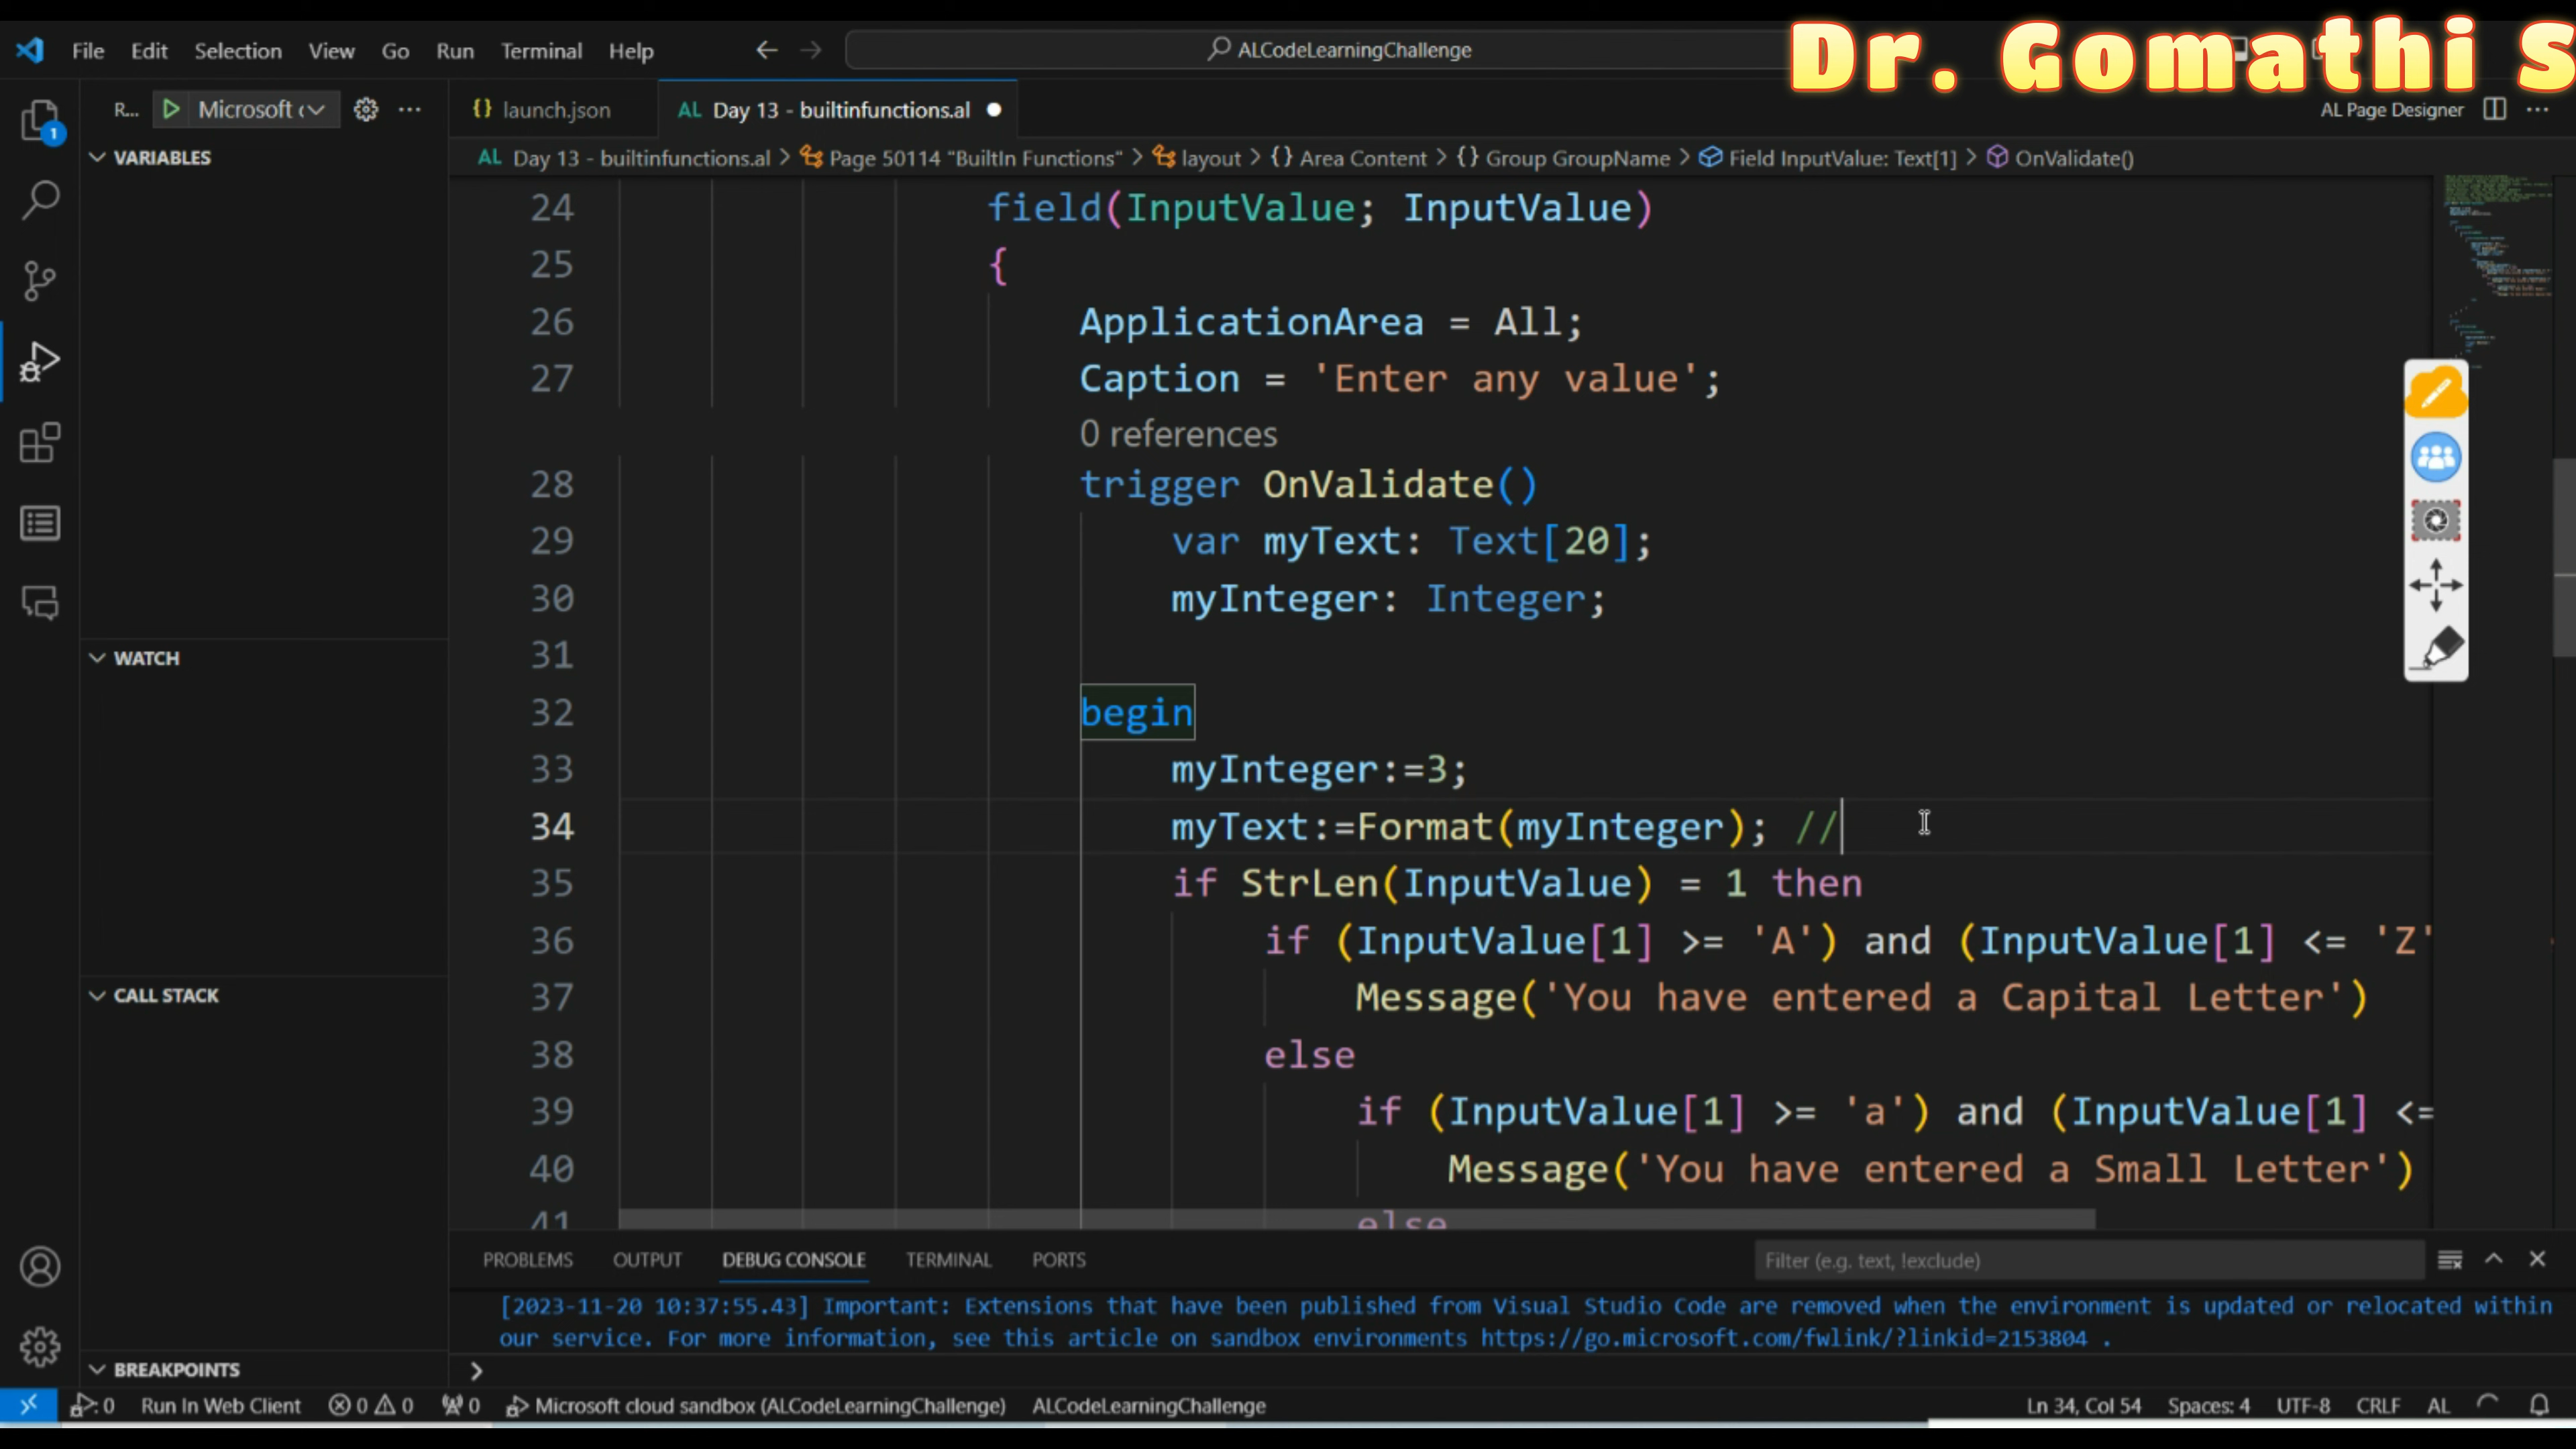 Dr. Gomathi S
File Edit Selection View Go Run Terminal Help
ALCodeLearningChallenge
R... Microsoft
launch.json
AL Day 13 - builtinfunctions.al
AL Page Designer
AL Day 13 - builtinfunctions.al > Page 50114 "BuiltIn Functions" > layout > {} Area Content > {} Group GroupName > Field InputValue: Text[1] > OnValidate()
VARIABLES
WATCH
CALL STACK
BREAKPOINTS
24 field(InputValue; InputValue)
25 {
26 ApplicationArea = All;
27 Caption = 'Enter any value';
0 references
28 trigger OnValidate()
29 var myText: Text[20];
30 myInteger: Integer;
31
32 begin
33 myInteger:=3;
34 myText:=Format(myInteger); //
35 if StrLen(InputValue) = 1 then
36 if (InputValue[1] >= 'A') and (InputValue[1] <= 'Z'
37 Message('You have entered a Capital Letter')
38 else
39 if (InputValue[1] >= 'a') and (InputValue[1] <=
40 Message('You have entered a Small Letter')
41 else
PROBLEMS OUTPUT DEBUG CONSOLE TERMINAL PORTS
Filter (e.g. text, !exclude)
[2023-11-20 10:37:55.43] Important: Extensions that have been published from Visual Studio Code are removed when the environment is updated or relocated within
our service. For more information, see this article on sandbox environments https://go.microsoft.com/fwlink/?linkid=2153804 .
0 Run In Web Client 0 0 0 Microsoft cloud sandbox (ALCodeLearningChallenge) ALCodeLearningChallenge
Ln 34, Col 54 Spaces: 4 UTF-8 CRLF AL